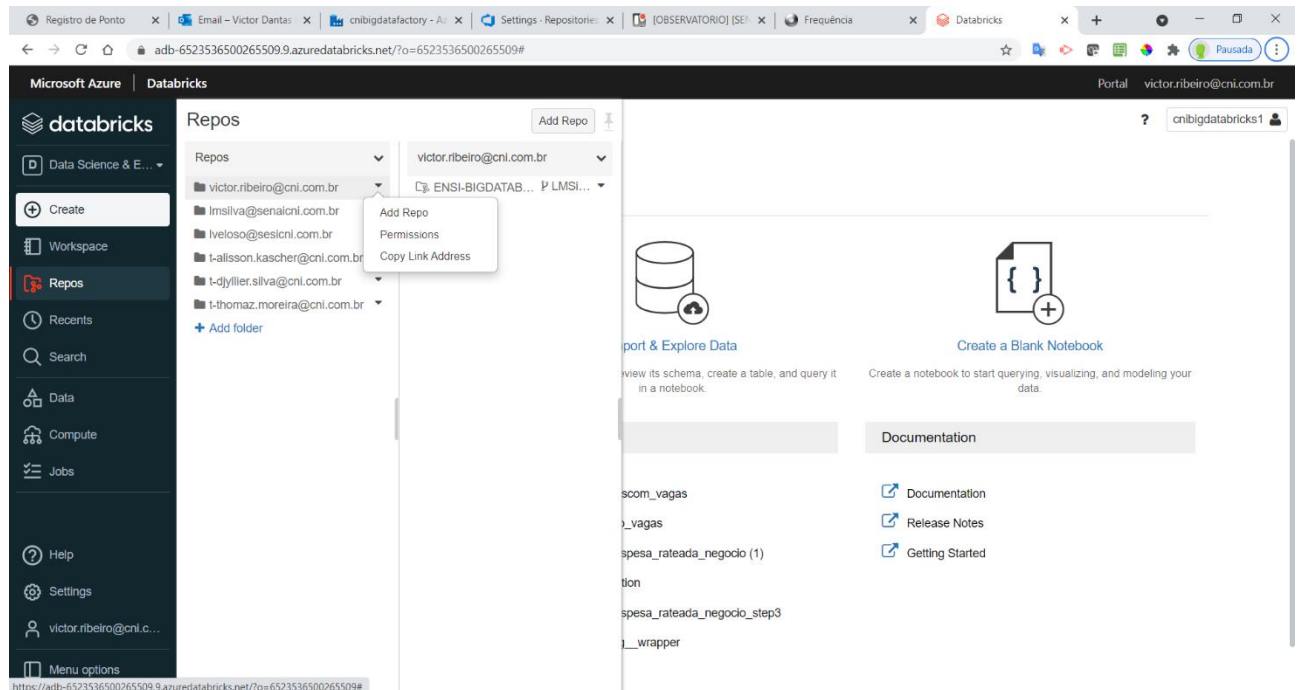 Registro de Ponto
Email – Victor Dantas
cnibigdatafactory - Az
Settings · Repositories
[OBSERVATORIO] [SEN
Frequência
Databricks
adb-6523536500265509.9.azuredatabricks.net/?o=6523536500265509#
Pausada
Microsoft Azure | Databricks
Portal victor.ribeiro@cni.com.br
databricks
Repos
Add Repo
? cnibigdatabricks1
D Data Science & E...
Repos
victor.ribeiro@cni.com.br
victor.ribeiro@cni.com.br
ENSI-BIGDATAB... LMSi...
Create
lmsilva@senaicni.com.br
Add Repo
Workspace
lveloso@sesicni.com.br
Permissions
t-alisson.kascher@cni.com.br
Copy Link Address
Repos
t-djyllier.silva@cni.com.br
t-thomaz.moreira@cni.com.br
Recents
+ Add folder
Search
port & Explore Data
Create a Blank Notebook
view its schema, create a table, and query it
in a notebook.
Create a notebook to start querying, visualizing, and modeling your
data.
Data
Compute
Documentation
Jobs
scom_vagas
Documentation
o_vagas
Release Notes
Help
spesa_rateada_negocio (1)
Getting Started
tion
Settings
spesa_rateada_negocio_step3
victor.ribeiro@cni.c...
__wrapper
Menu options
https://adb-6523536500265509.9.azuredatabricks.net/?o=6523536500265509#